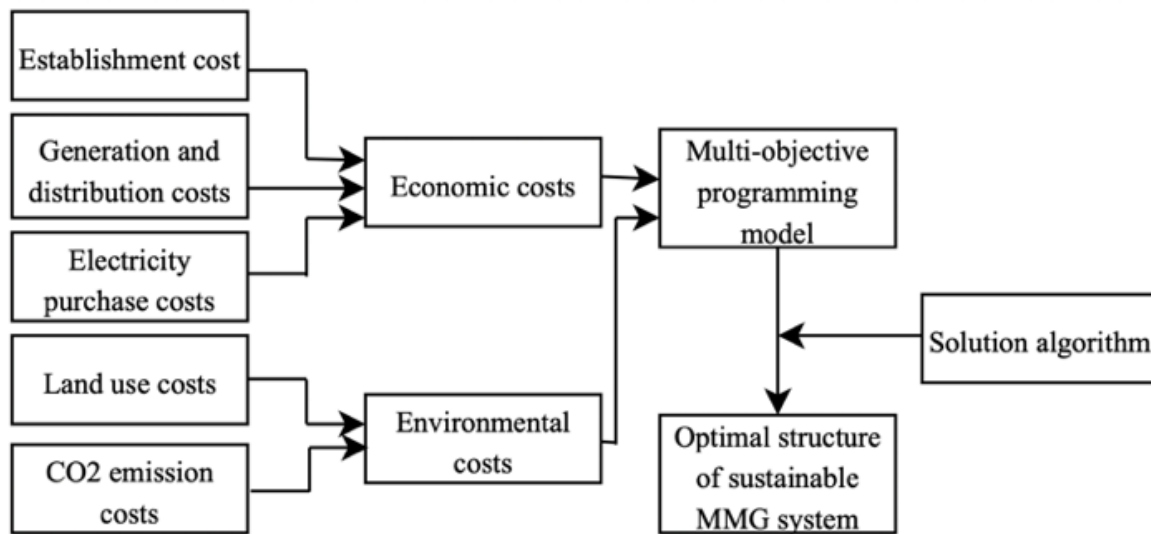 Establishment cost
Generation and
distribution costs
Electricity
purchase costs
Land use costs
CO2 emission
costs
Economic costs
Environmental
costs
Multi-objective
programming
model
Solution algorithm
Optimal structure
of sustainable
MMG system